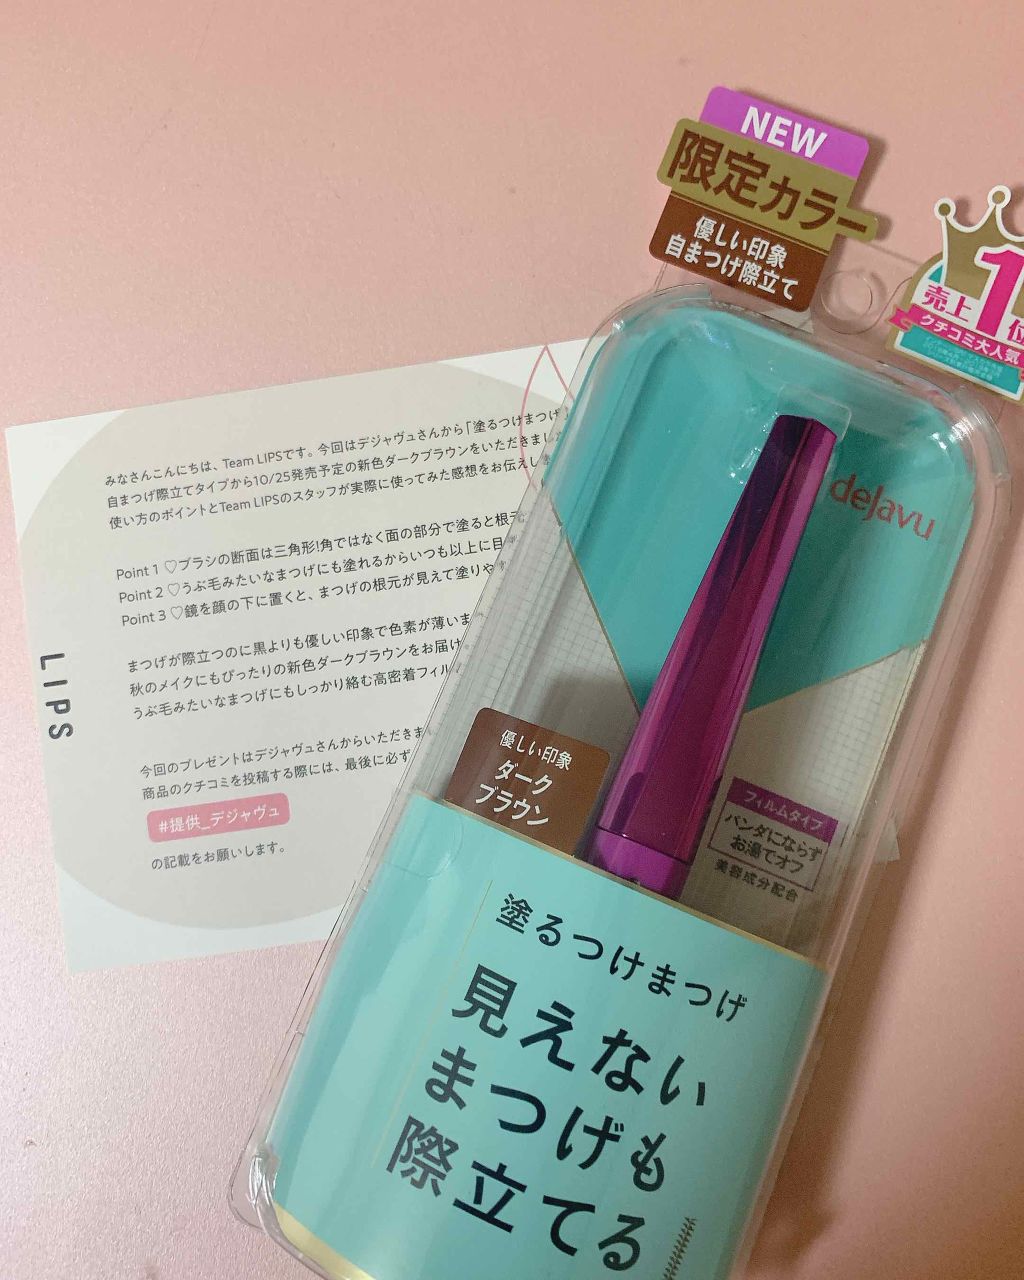 NEW
限定カラー
優しい印象
自まつげ際立て
売上1位
クチコミ大人気
dejavu
みなさんこんにちは、Team LIPSです。今回はデジャヴュさんから「塗るつけまつげ」
自まつげ際立てタイプから10/25発売予定の新色ダークブラウンをいただきまし
使い方のポイントとTeam LIPSのスタッフが実際に使ってみた感想をお伝えし
Point 1 ♡ブラシの断面は三角形!角ではなく面の部分で塗ると根元
Point 2 ♡うぶ毛みたいなまつげにも塗れるからいつも以上に目
Point 3 ♡鏡を顔の下に置くと、まつげの根元が見えて塗りや
まつげが際立つのに黒よりも優しい印象で色素が薄いま
秋のメイクにもぴったりの新色ダークブラウンをお届け
うぶ毛みたいなまつげにもしっかり絡む高密着フィル
今回のプレゼントはデジャヴュさんからいただきま
商品のクチコミを投稿する際には、最後に必ず
#提供_デジャヴュ
の記載をお願いします。
LIPS
優しい印象
ダーク
ブラウン
フィルムタイプ
パンダにならず
お湯でオフ
美容成分配合
塗るつけまつげ
見えない
まつげも
際立てる